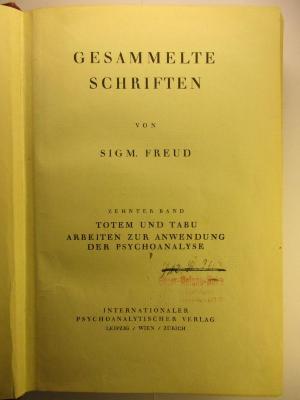 GESAMMELTE
SCHRIFTEN
VON
SIGM. FREUD
ZEHNTER BAND
TOTEM UND TABU
ARBEITEN ZUR ANWENDUNG
DER PSYCHOANALYSE
INTERNATIONALER
PSYCHOANALYTISCHER VERLAG
LEIPZIG / WIEN / ZÜRICH